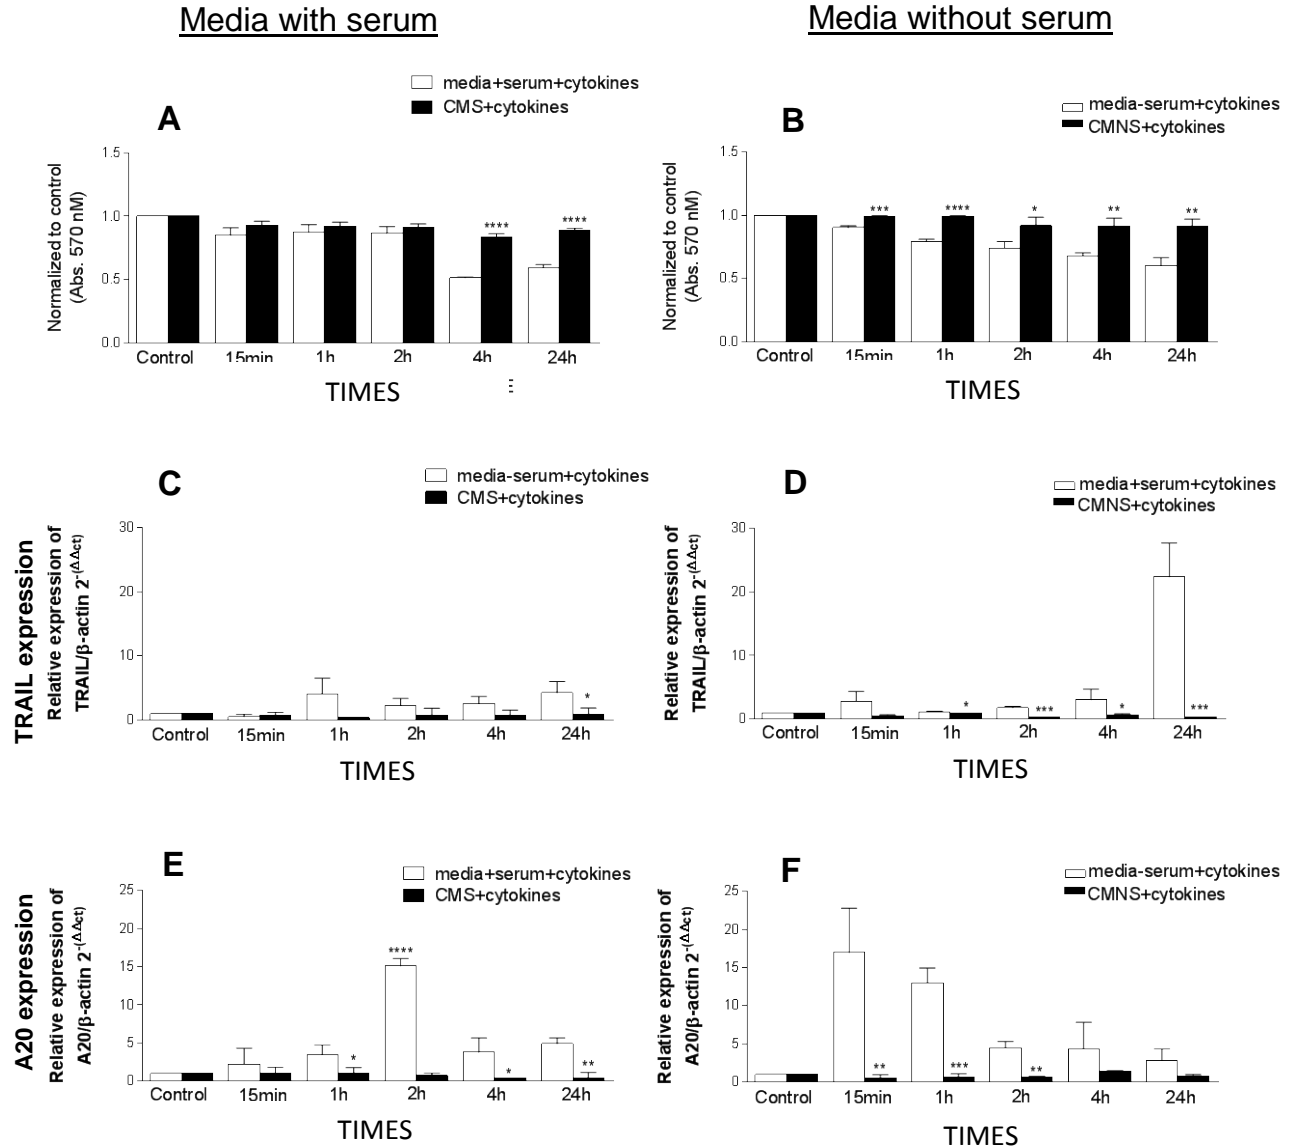 Media with serum
Media without serum
A
media+serum+cytokines
CMS+cytokines
Normalized to control
(Abs. 570 nM)
1.5
1.0
0.5
0.0
**** ****
Control 15min 1h 2h 4h 24h
TIMES
B
media-serum+cytokines
CMNS+cytokines
Normalized to control
(Abs. 570 nM)
1.5
1.0
0.5
0.0
*** **** * ** **
Control 15min 1h 2h 4h 24h
TIMES
TRAIL expression
C
media-serum+cytokines
CMS+cytokines
Relative expression of
TRAIL/β-actin 2-(ΔΔct)
30
20
10
0
*
Control 15min 1h 2h 4h 24h
TIMES
D
media+serum+cytokines
CMNS+cytokines
Relative expression of
TRAIL/β-actin 2-(ΔΔct)
30
20
10
0
* *** * ***
Control 15min 1h 2h 4h 24h
TIMES
A20 expression
E
media+serum+cytokines
CMS+cytokines
Relative expression of
A20/β-actin 2-(ΔΔct)
25
20
15
10
5
0
* **** * **
Control 15min 1h 2h 4h 24h
TIMES
F
media-serum+cytokines
CMNS+cytokines
Relative expression of
A20/β-actin 2-(ΔΔct)
25
20
15
10
5
0
** *** **
Control 15min 1h 2h 4h 24h
TIMES